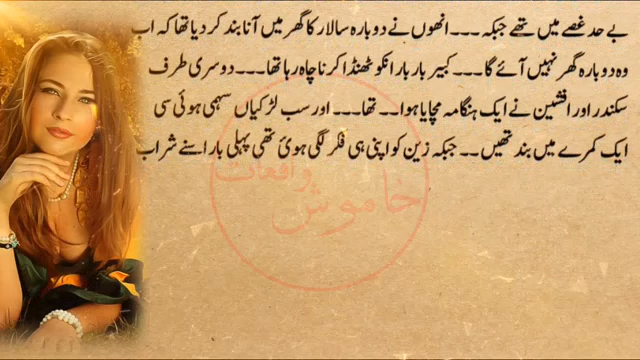 بے حد غصے میں تھے جبکہ ۔۔۔ انھوں نے دوبارہ سالار کا گھر میں آنا بند کر دیا تھا کہ اب
وہ دوبارہ گھر نہیں آئے گا ۔۔۔ کبیر بار بار انکو ٹھنڈا کرنا چاہ رہا تھا ۔۔۔ دوسری طرف
سکندر اور افشین نے ایک ہنگامہ مچایا ہوا ۔۔ تھا ۔۔۔ اور سب لڑکیاں سہمی ہوئی سی
ایک کمرے میں بند تھیں ۔۔ جبکہ زین کو اپنی ہی فکر لگی ہوئ تھی پہلی بار اسنے شراب
خاموش واقعات